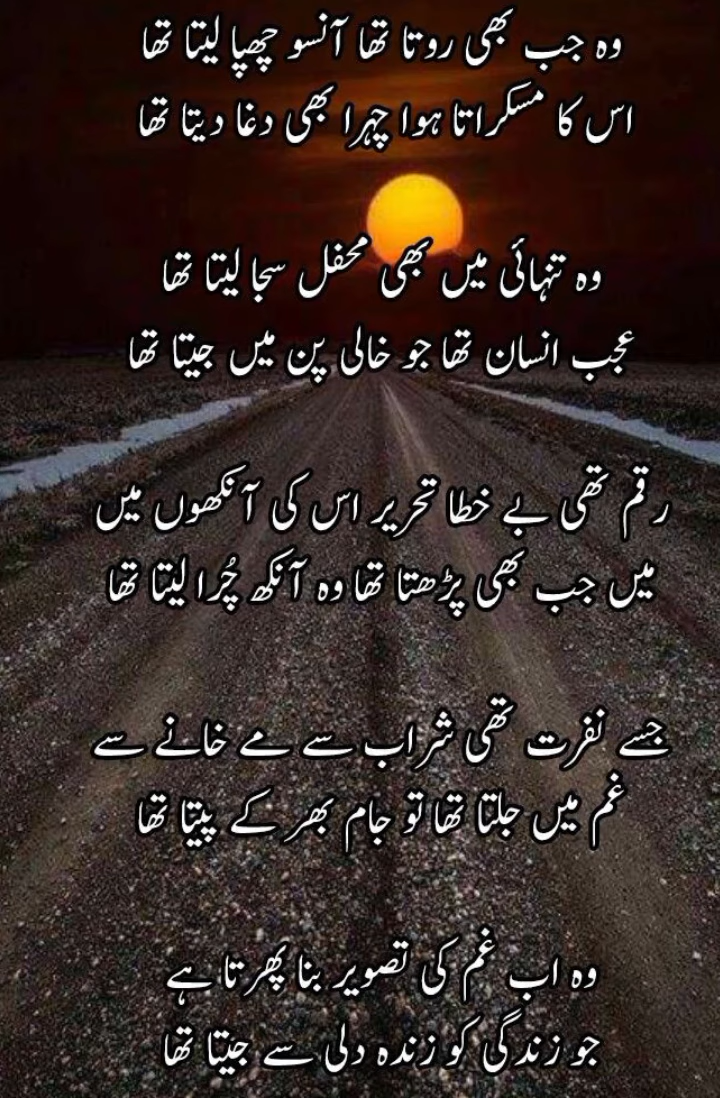 وہ جب بھی روتا تھا آنسو چھپا لیتا تھا
اس کا مسکراتا ہوا چہرا بھی دغا دیتا تھا
وہ تنہائی میں بھی محفل سجا لیتا تھا
عجب انسان تھا جو خالی پن میں جیتا تھا
رقم تھی بے خطا تحریر اس کی آنکھوں میں
میں جب بھی پڑھتا تھا وہ آنکھ چُرا لیتا تھا
جسے نفرت تھی شراب سے مے خانے سے
غم میں جلتا تھا تو جام بھر کے پیتا تھا
وہ اب غم کی تصویر بنا پھرتا ہے
جو زندگی کو زندہ دلی سے جیتا تھا